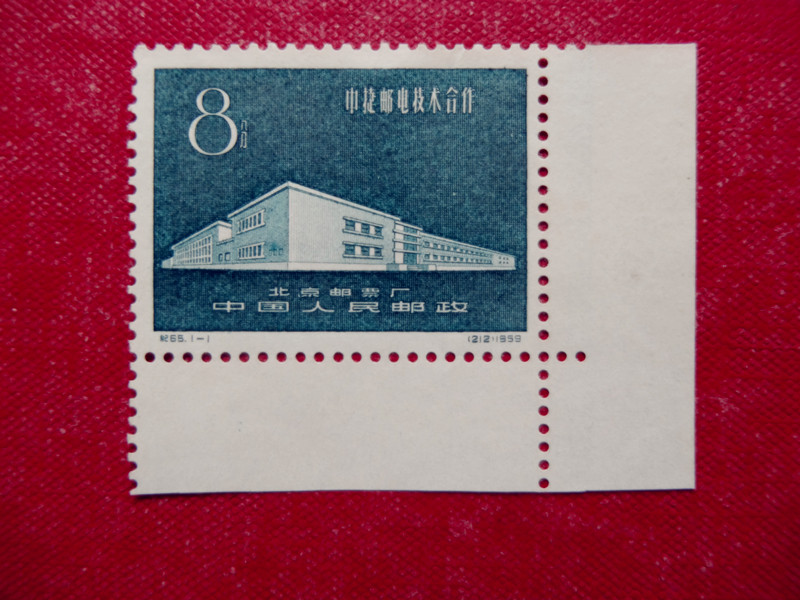 8分
中捷邮电技术合作
北京邮票厂
中国人民邮政
纪65.1-1
(212)1959